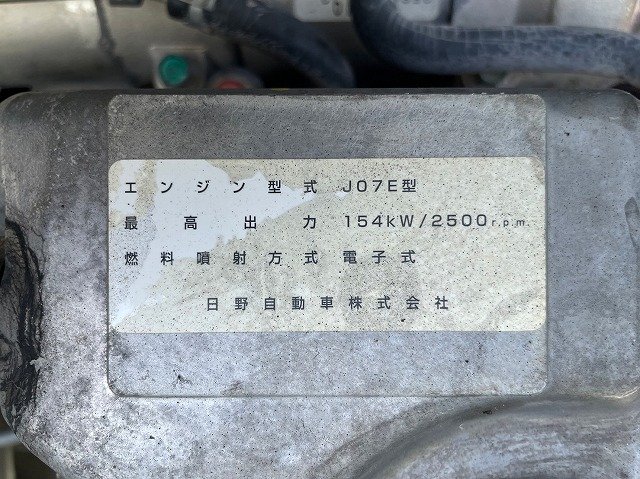 エンジン型式 J07E型
最高出力 154kW/2500r.p.m.
燃料噴射方式 電子式
日野自動車株式会社